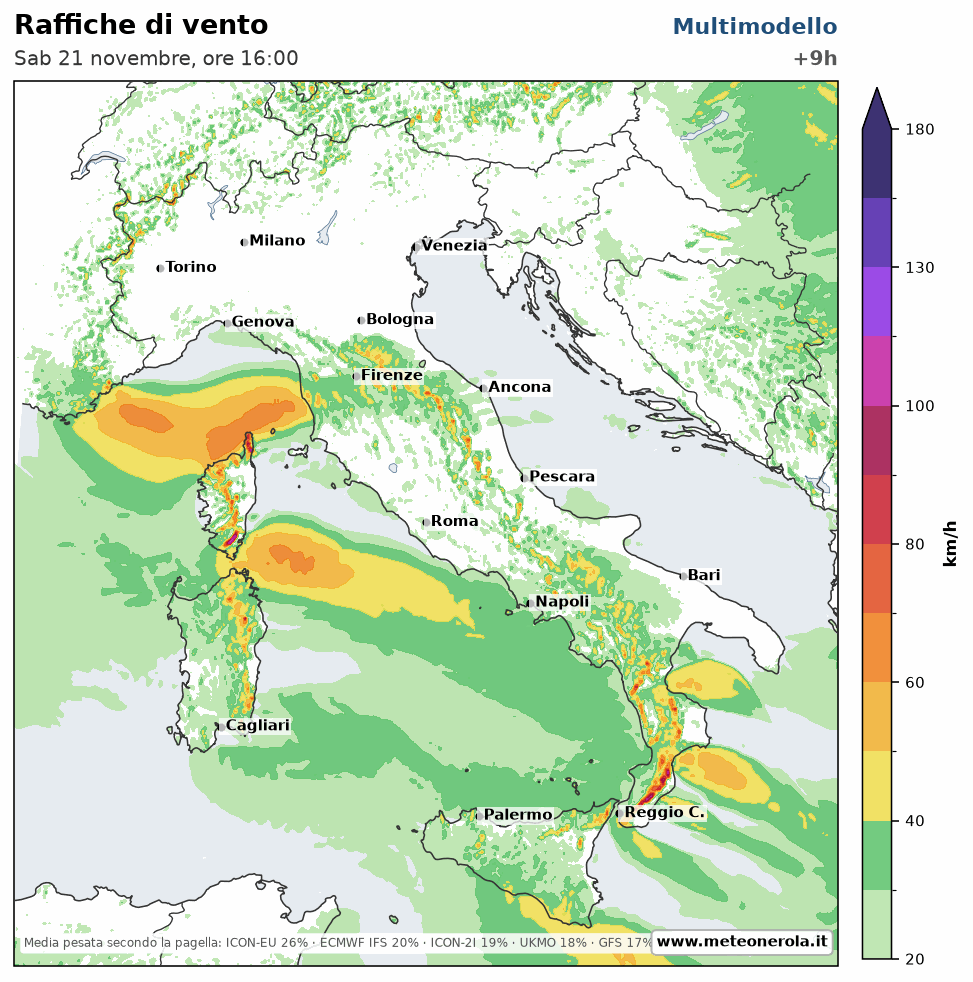 Raffiche di vento
Multimodello
Sab 21 novembre, ore 16:00
+9h
180
130
100
80
60
40
20
km/h
Milano
Venezia
Torino
Genova
Bologna
Firenze
Ancona
Pescara
Roma
Bari
Napoli
Cagliari
Palermo
Reggio C.
Media pesata secondo la pagella: ICON-EU 26% · ECMWF IFS 20% · ICON-2I 19% · UKMO 18% · GFS 17%
www.meteonerola.it